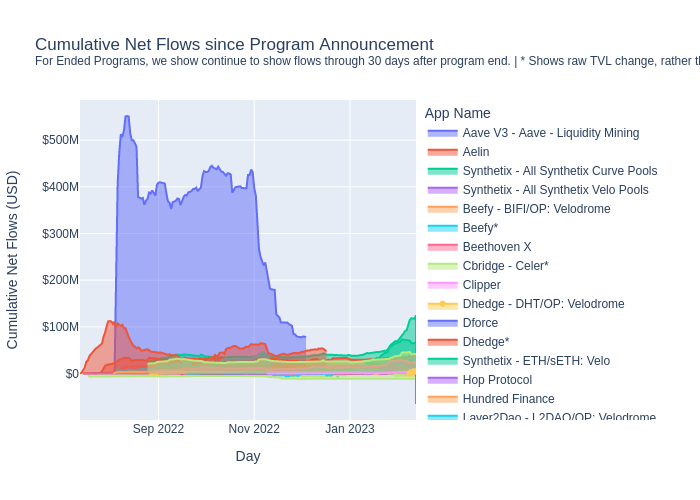 Cumulative Net Flows since Program Announcement
For Ended Programs, we show continue to show flows through 30 days after program end. | * Shows raw TVL change, rather
App Name
Aave V3 - Aave - Liquidity Mining
Aelin
Synthetix - All Synthetix Curve Pools
Synthetix - All Synthetix Velo Pools
Beefy - BIFI/OP: Velodrome
Beefy*
Beethoven X
Cbridge - Celer*
Clipper
Dhedge - DHT/OP: Velodrome
Dforce
Dhedge*
Synthetix - ETH/sETH: Velo
Hop Protocol
Hundred Finance
Layer2Dao - L2DAO/OP: Velodrome
Cumulative Net Flows (USD)
$500M
$400M
$300M
$200M
$100M
$0
Sep 2022
Nov 2022
Jan 2023
Day